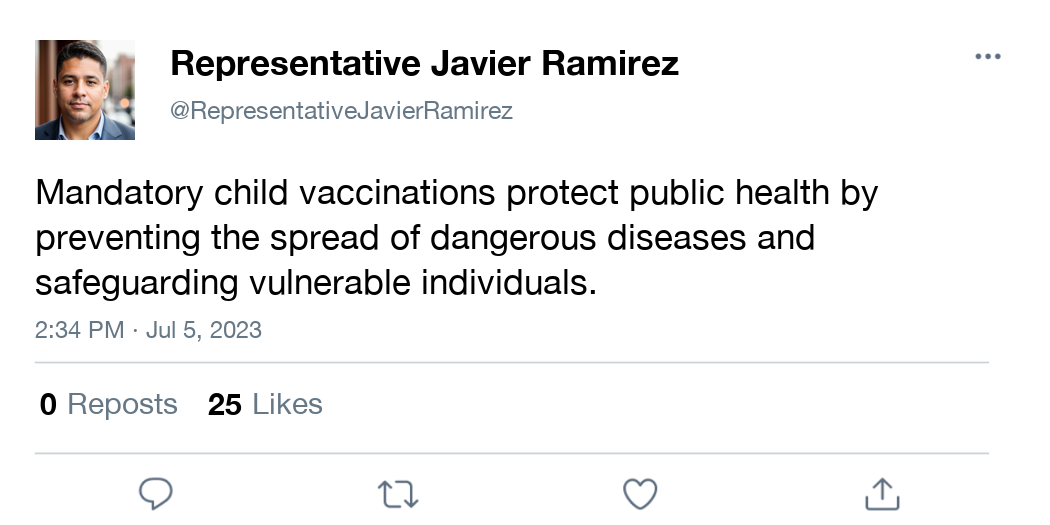 Representative Javier Ramirez
@RepresentativeJavierRamirez
Mandatory child vaccinations protect public health by
preventing the spread of dangerous diseases and
safeguarding vulnerable individuals.
2:34 PM · Jul 5, 2023
0 Reposts 25 Likes